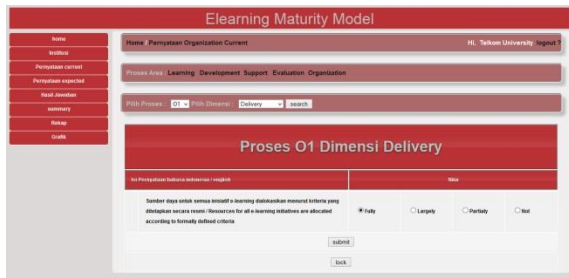 Elearning Maturity Model
home
Institusi
Pernyataan current
Pernyataan expected
Hasil Jawaban
summary
Rekap
Grafik
Home / Pernyataan Organization Current
Hi, Telkom University logout ?
Proses Area : Learning Development Support Evaluation Organization
Pilih Proses : O1 Pilih Dimensi : Delivery search
Proses O1 Dimensi Delivery
Isi Pernyataan bahasa indonesian / english
Nilai
Sumber daya untuk semua inisiatif e-learning dialokasikan menurut kriteria yang
ditetapkan secara resmi / Resources for all e-learning initiatives are allocated
according to formally defined criteria
Fully Largely Partialy Not
submit
back